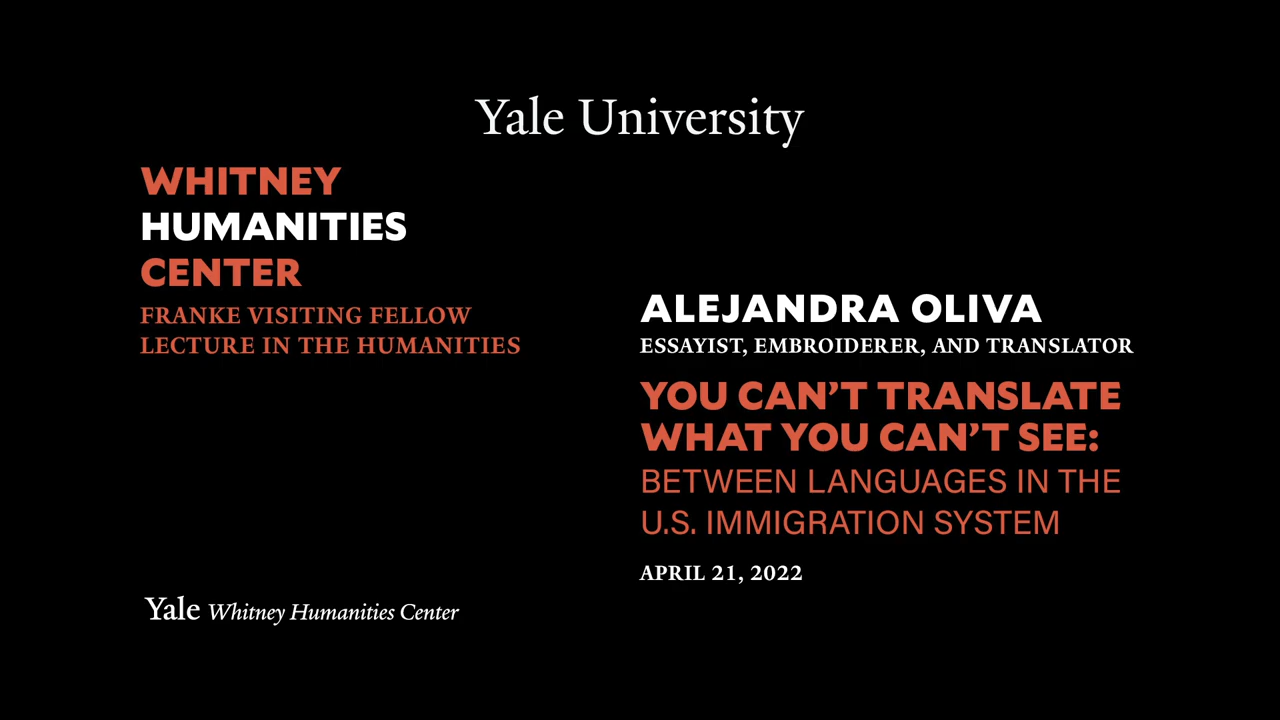 Yale University
WHITNEY
HUMANITIES
CENTER
FRANKE VISITING FELLOW
LECTURE IN THE HUMANITIES
ALEJANDRA OLIVA
ESSAYIST, EMBROIDERER, AND TRANSLATOR
YOU CAN’T TRANSLATE
WHAT YOU CAN’T SEE:
BETWEEN LANGUAGES IN THE
U.S. IMMIGRATION SYSTEM
APRIL 21, 2022
Yale Whitney Humanities Center